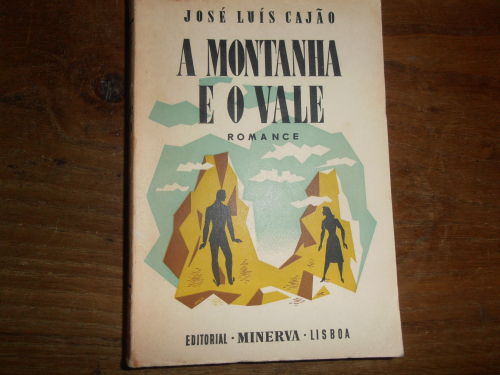 JOSÉ LUÍS CAJÃO
A MONTANHA
E O VALE
ROMANCE
EDITORIAL · MINERVA · LISBOA